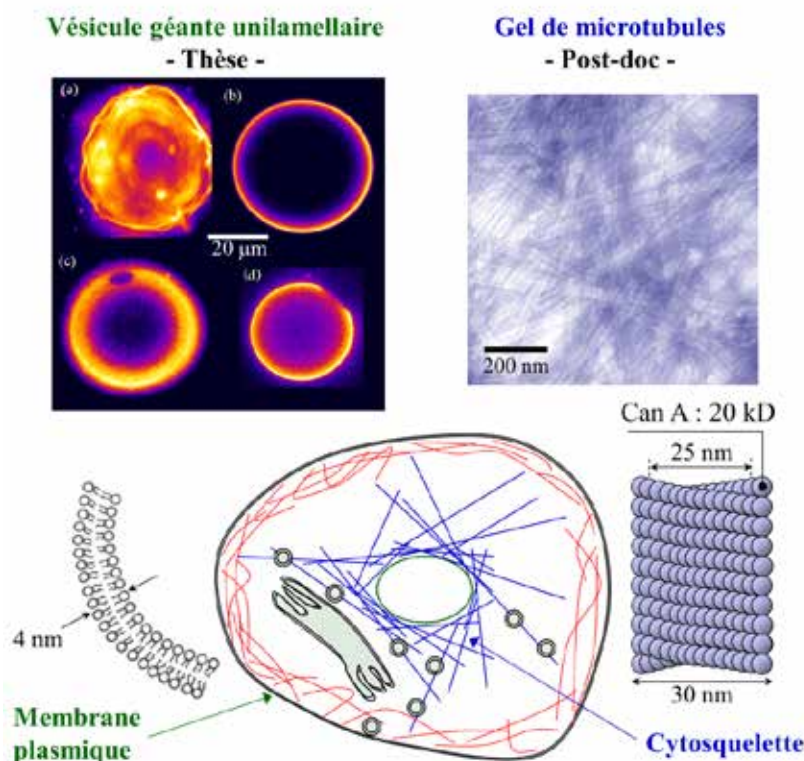 Vésicule géante unilamellaire
- Thèse -
Gel de microtubules
- Post-doc -
(a)
(b)
20 µm
(c)
(d)
200 nm
Can A : 20 kD
25 nm
4 nm
30 nm
Membrane
plasmique
Cytosquelette